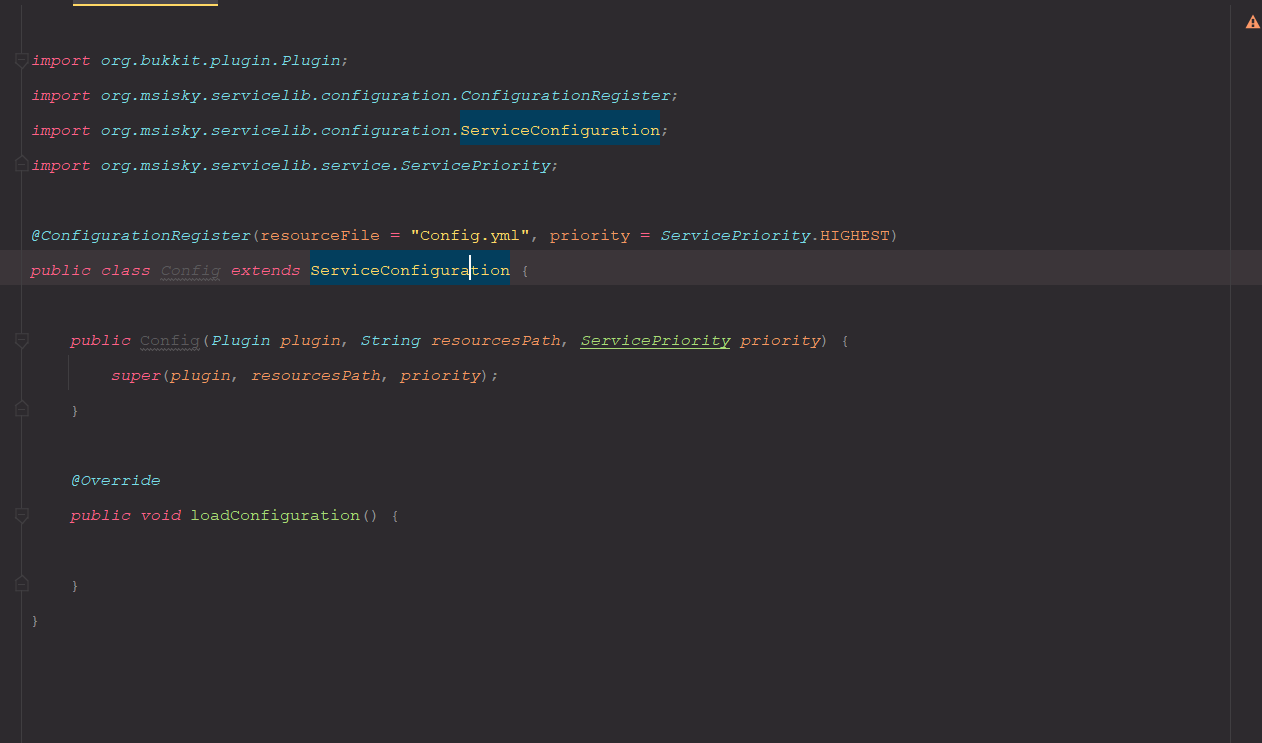 import org.bukkit.plugin.Plugin;
import org.msisky.servicelib.configuration.ConfigurationRegister;
import org.msisky.servicelib.configuration.ServiceConfiguration;
import org.msisky.servicelib.service.ServicePriority;
@ConfigurationRegister(resourceFile = "Config.yml", priority = ServicePriority.HIGHEST)
public class Config extends ServiceConfiguration {
public Config(Plugin plugin, String resourcesPath, ServicePriority priority) {
super(plugin, resourcesPath, priority);
}
@Override
public void loadConfiguration() {
}
}